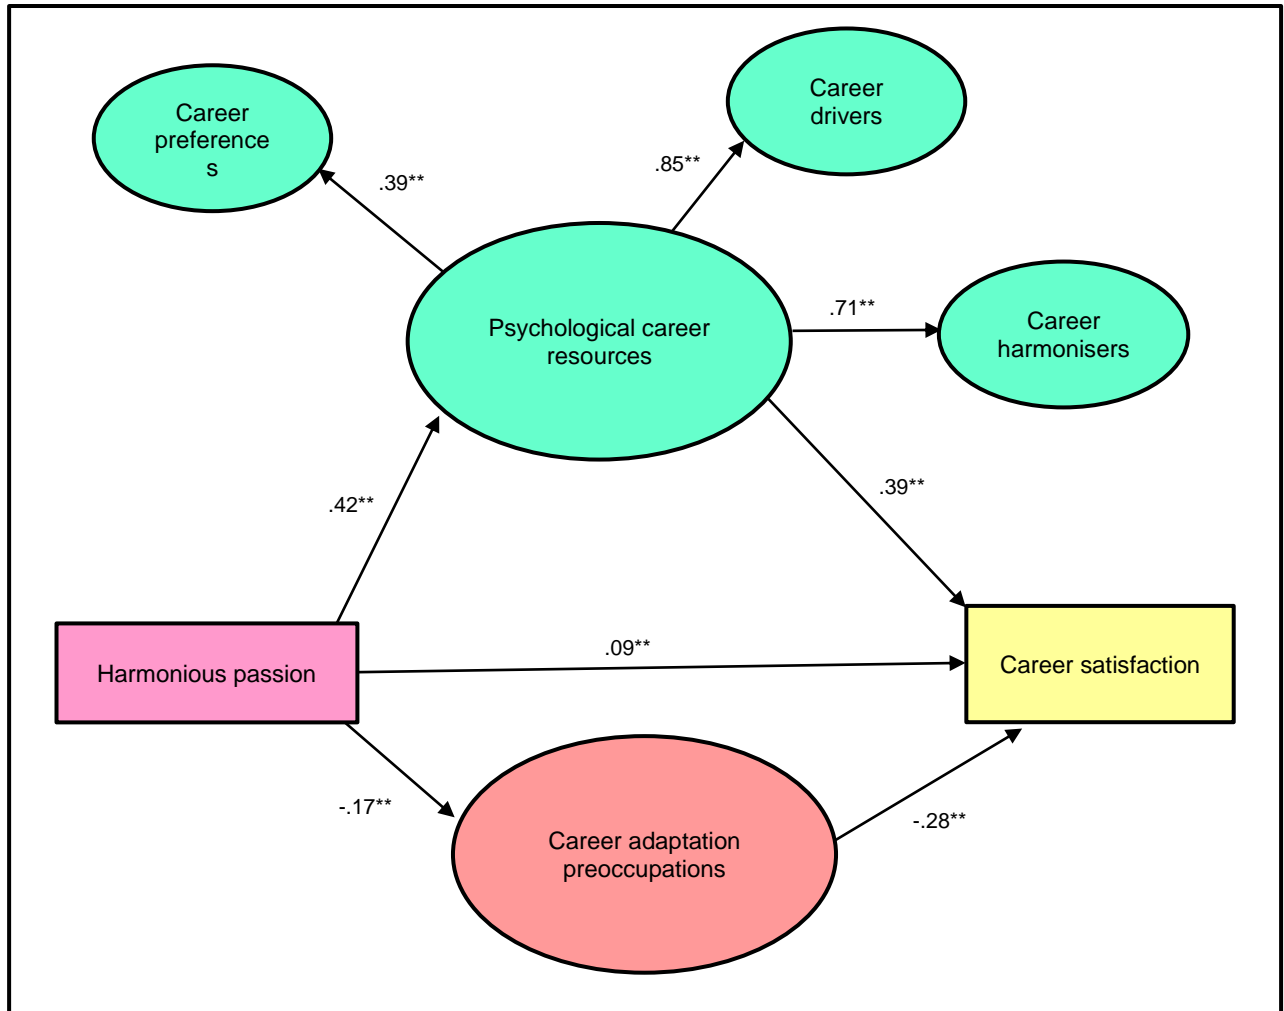 Career
drivers
Career
preference
s
.85**
.39**
.71**
Career
harmonisers
Psychological career
resources
.39**
.42**
.09**
Career satisfaction
Harmonious passion
-.17**
-.28**
Career adaptation
preoccupations